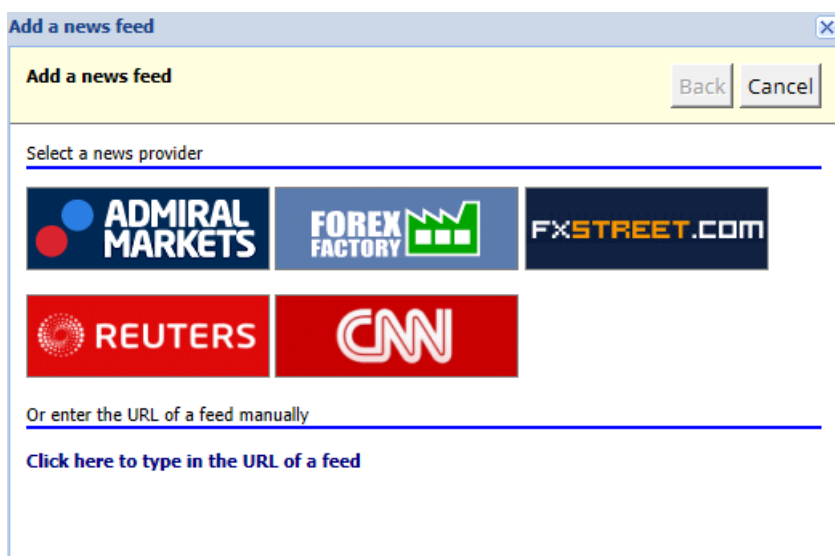 Add a news feed
Add a news feed
Back Cancel
Select a news provider
ADMIRAL
MARKETS
FOREX
FACTORY
FXSTREET.COM
REUTERS
CNN
Or enter the URL of a feed manually
Click here to type in the URL of a feed